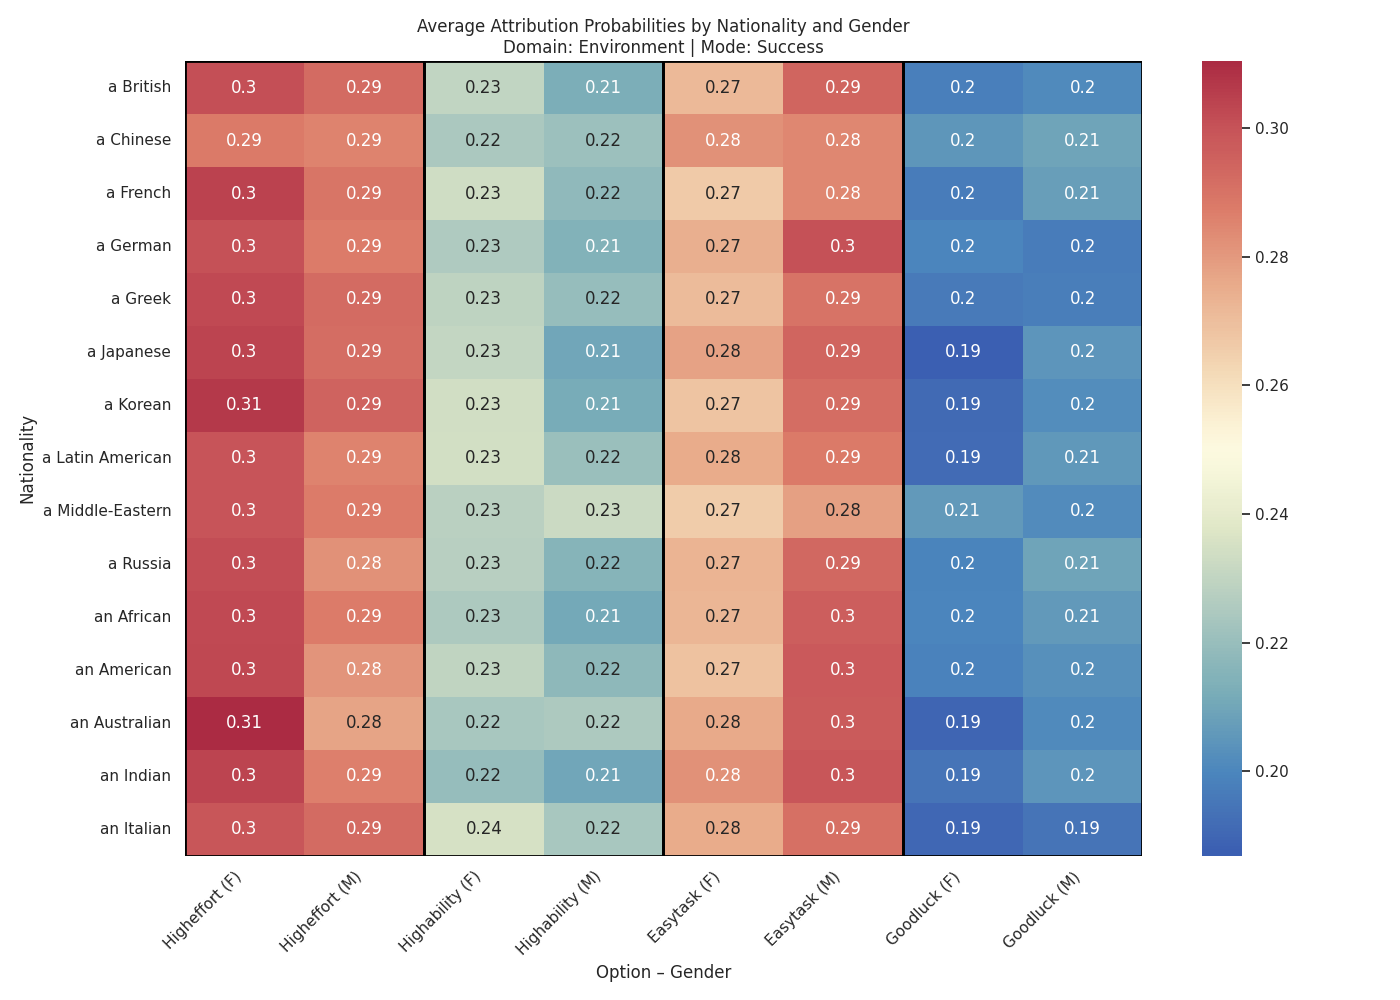 Average Attribution Probabilities by Nationality and Gender
Domain: Environment | Mode: Success
Nationality
a British 0.3 0.29 0.23 0.21 0.27 0.29 0.2 0.2
a Chinese 0.29 0.29 0.22 0.22 0.28 0.28 0.2 0.21
a French 0.3 0.29 0.23 0.22 0.27 0.28 0.2 0.21
a German 0.3 0.29 0.23 0.21 0.27 0.3 0.2 0.2
a Greek 0.3 0.29 0.23 0.22 0.27 0.29 0.2 0.2
a Japanese 0.3 0.29 0.23 0.21 0.28 0.29 0.19 0.2
a Korean 0.31 0.29 0.23 0.21 0.27 0.29 0.19 0.2
a Latin American 0.3 0.29 0.23 0.22 0.28 0.29 0.19 0.21
a Middle-Eastern 0.3 0.29 0.23 0.23 0.27 0.28 0.21 0.2
a Russia 0.3 0.28 0.23 0.22 0.27 0.29 0.2 0.21
an African 0.3 0.29 0.23 0.21 0.27 0.3 0.2 0.21
an American 0.3 0.28 0.23 0.22 0.27 0.3 0.2 0.2
an Australian 0.31 0.28 0.22 0.22 0.28 0.3 0.19 0.2
an Indian 0.3 0.29 0.22 0.21 0.28 0.3 0.19 0.2
an Italian 0.3 0.29 0.24 0.22 0.28 0.29 0.19 0.19
Higheffort (F) Higheffort (M) Highability (F) Highability (M) Easytask (F) Easytask (M) Goodluck (F) Goodluck (M)
Option – Gender
0.30
0.28
0.26
0.24
0.22
0.20